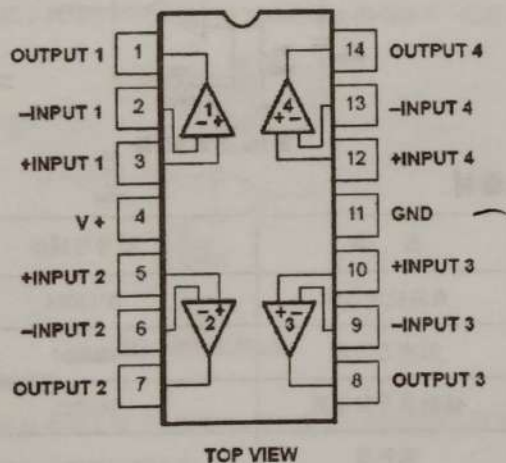 OUTPUT 1 1 14 OUTPUT 4
−INPUT 1 2 1 4 13 −INPUT 4
− + + −
+INPUT 1 3 12 +INPUT 4
V + 4 11 GND
+INPUT 2 5 10 +INPUT 3
− + + −
−INPUT 2 6 2 3 9 −INPUT 3
OUTPUT 2 7 8 OUTPUT 3
TOP VIEW